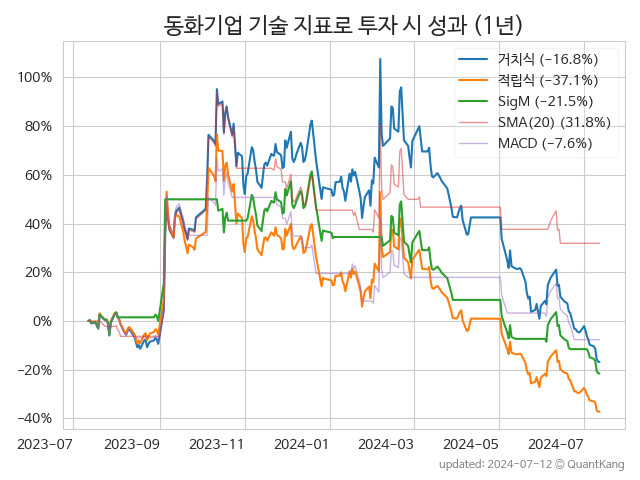 동화기업 기술 지표로 투자 시 성과 (1년)
거치식 (−16.8%)
적립식 (−37.1%)
SigM (−21.5%)
SMA(20) (31.8%)
MACD (−7.6%)
100%
80%
60%
40%
20%
0%
−20%
−40%
2023-07
2023-09
2023-11
2024-01
2024-03
2024-05
2024-07
updated: 2024-07-12 © QuantKang